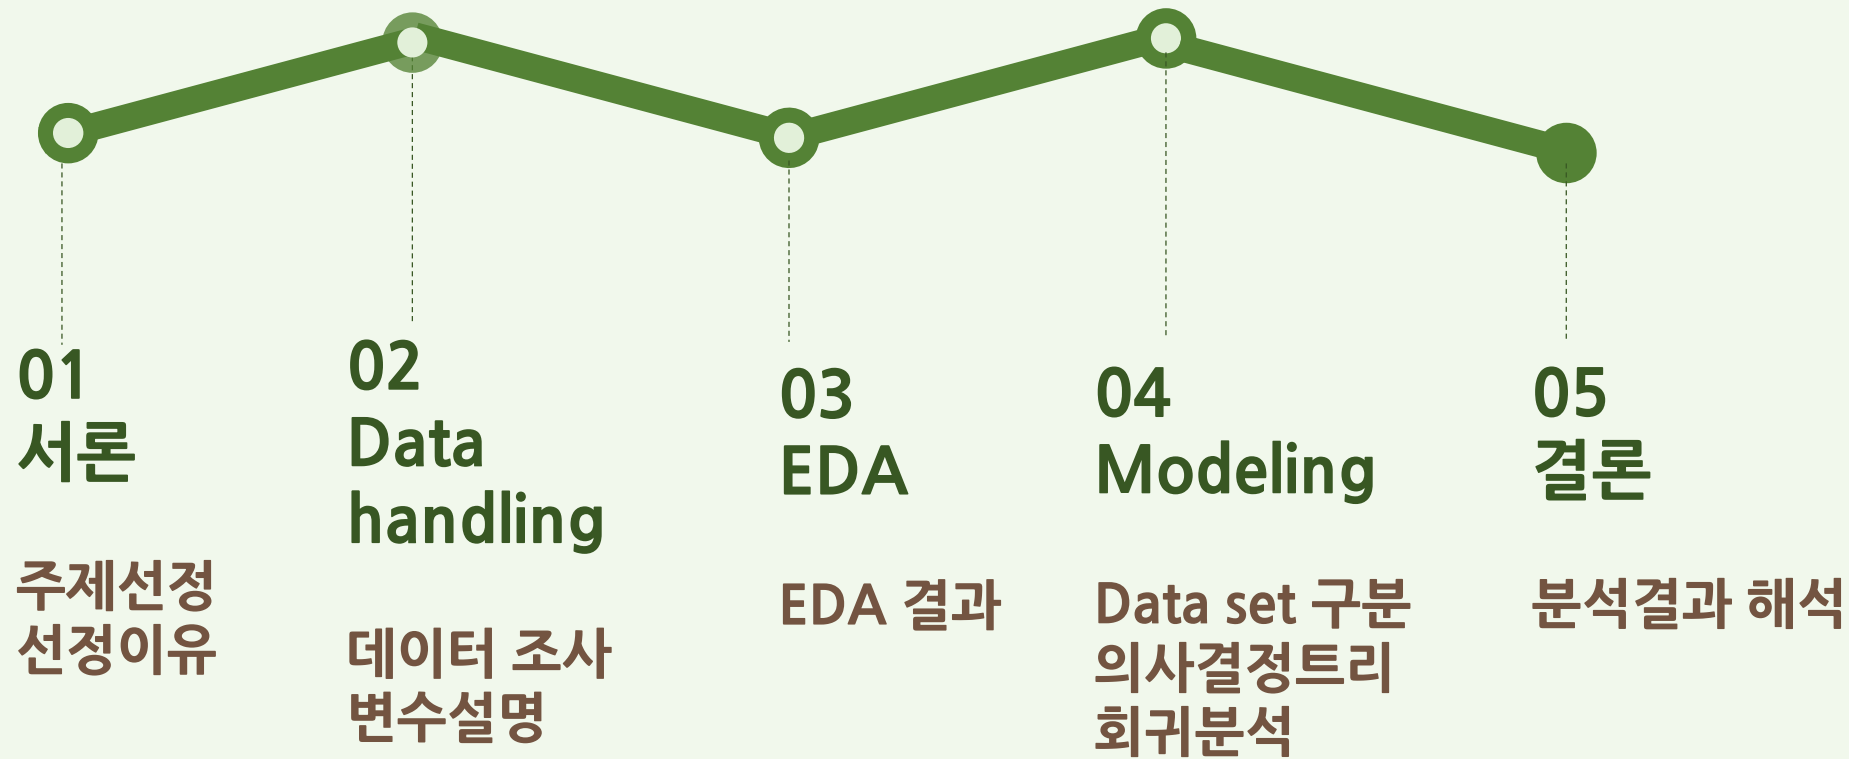 01
서론
주제선정
선정이유
02
Data
handling
데이터 조사
변수설명
03
EDA
EDA 결과
04
Modeling
Data set 구분
의사결정트리
회귀분석
05
결론
분석결과 해석